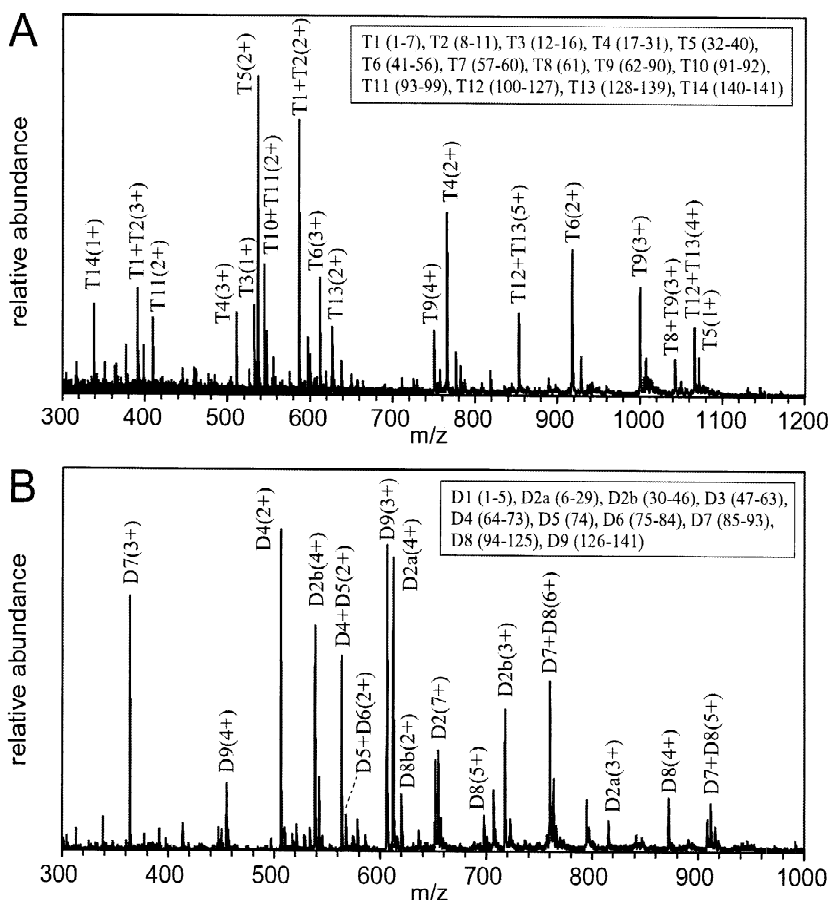 A
T1 (1-7), T2 (8-11), T3 (12-16), T4 (17-31), T5 (32-40),
T6 (41-56), T7 (57-60), T8 (61), T9 (62-90), T10 (91-92),
T11 (93-99), T12 (100-127), T13 (128-139), T14 (140-141)
relative abundance
T14(1+)
T1+T2(3+)
T11(2+)
T4(3+)
T3(1+)
T5(2+)
T10+T11(2+)
T1+T2(2+)
T6(3+)
T13(2+)
T9(4+)
T4(2+)
T12+T13(5+)
T6(2+)
T9(3+)
T8+T9(3+)
T12+T13(4+)
T5(1+)
300 400 500 600 700 800 900 1000 1100 1200
m/z
B
D1 (1-5), D2a (6-29), D2b (30-46), D3 (47-63),
D4 (64-73), D5 (74), D6 (75-84), D7 (85-93),
D8 (94-125), D9 (126-141)
relative abundance
D7(3+)
D9(4+)
D4(2+)
D2b(4+)
D4+D5(2+)
D5+D6(2+)
D9(3+)
D2a(4+)
D8b(2+)
D2(7+)
D8(5+)
D2b(3+)
D7+D8(6+)
D2a(3+)
D8(4+)
D7+D8(5+)
300 400 500 600 700 800 900 1000
m/z